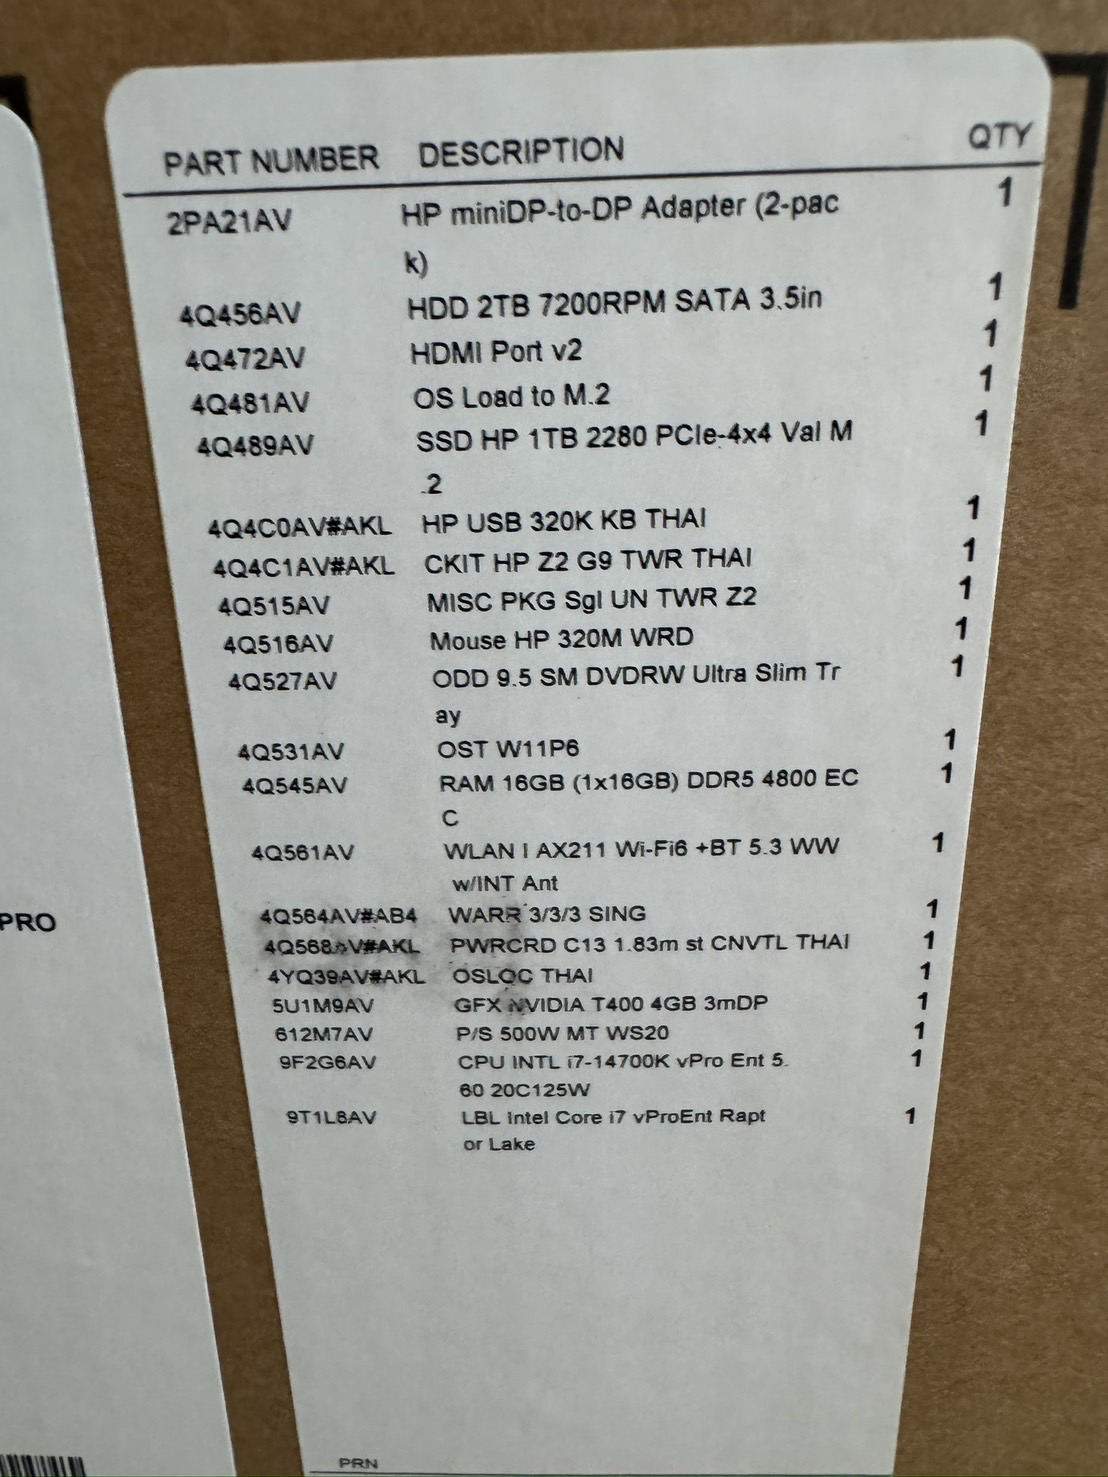 PART NUMBER DESCRIPTION QTY
2PA21AV HP miniDP-to-DP Adapter (2-pac 1
k)
4Q456AV HDD 2TB 7200RPM SATA 3.5in 1
4Q472AV HDMI Port v2 1
4Q481AV OS Load to M.2 1
4Q489AV SSD HP 1TB 2280 PCIe-4x4 Val M 1
.2
4Q4C0AV#AKL HP USB 320K KB THAI 1
4Q4C1AV#AKL CKIT HP Z2 G9 TWR THAI 1
4Q515AV MISC PKG Sgl UN TWR Z2 1
4Q516AV Mouse HP 320M WRD 1
4Q527AV ODD 9.5 SM DVDRW Ultra Slim Tr 1
ay
4Q531AV OST W11P6 1
4Q545AV RAM 16GB (1x16GB) DDR5 4800 EC 1
C
4Q561AV WLAN I AX211 Wi-Fi6 +BT 5.3 WW 1
w/INT Ant
4Q564AV#AB4 WARR 3/3/3 SING 1
4Q568AV#AKL PWRCRD C13 1.83m st CNVTL THAI 1
4YQ39AV#AKL OSLOC THAI 1
5U1M9AV GFX NVIDIA T400 4GB 3mDP 1
612M7AV P/S 500W MT WS20 1
9F2G6AV CPU INTL i7-14700K vPro Ent 5. 1
60 20C125W
9T1L8AV LBL Intel Core i7 vProEnt Rapt 1
or Lake
PRO
PRN